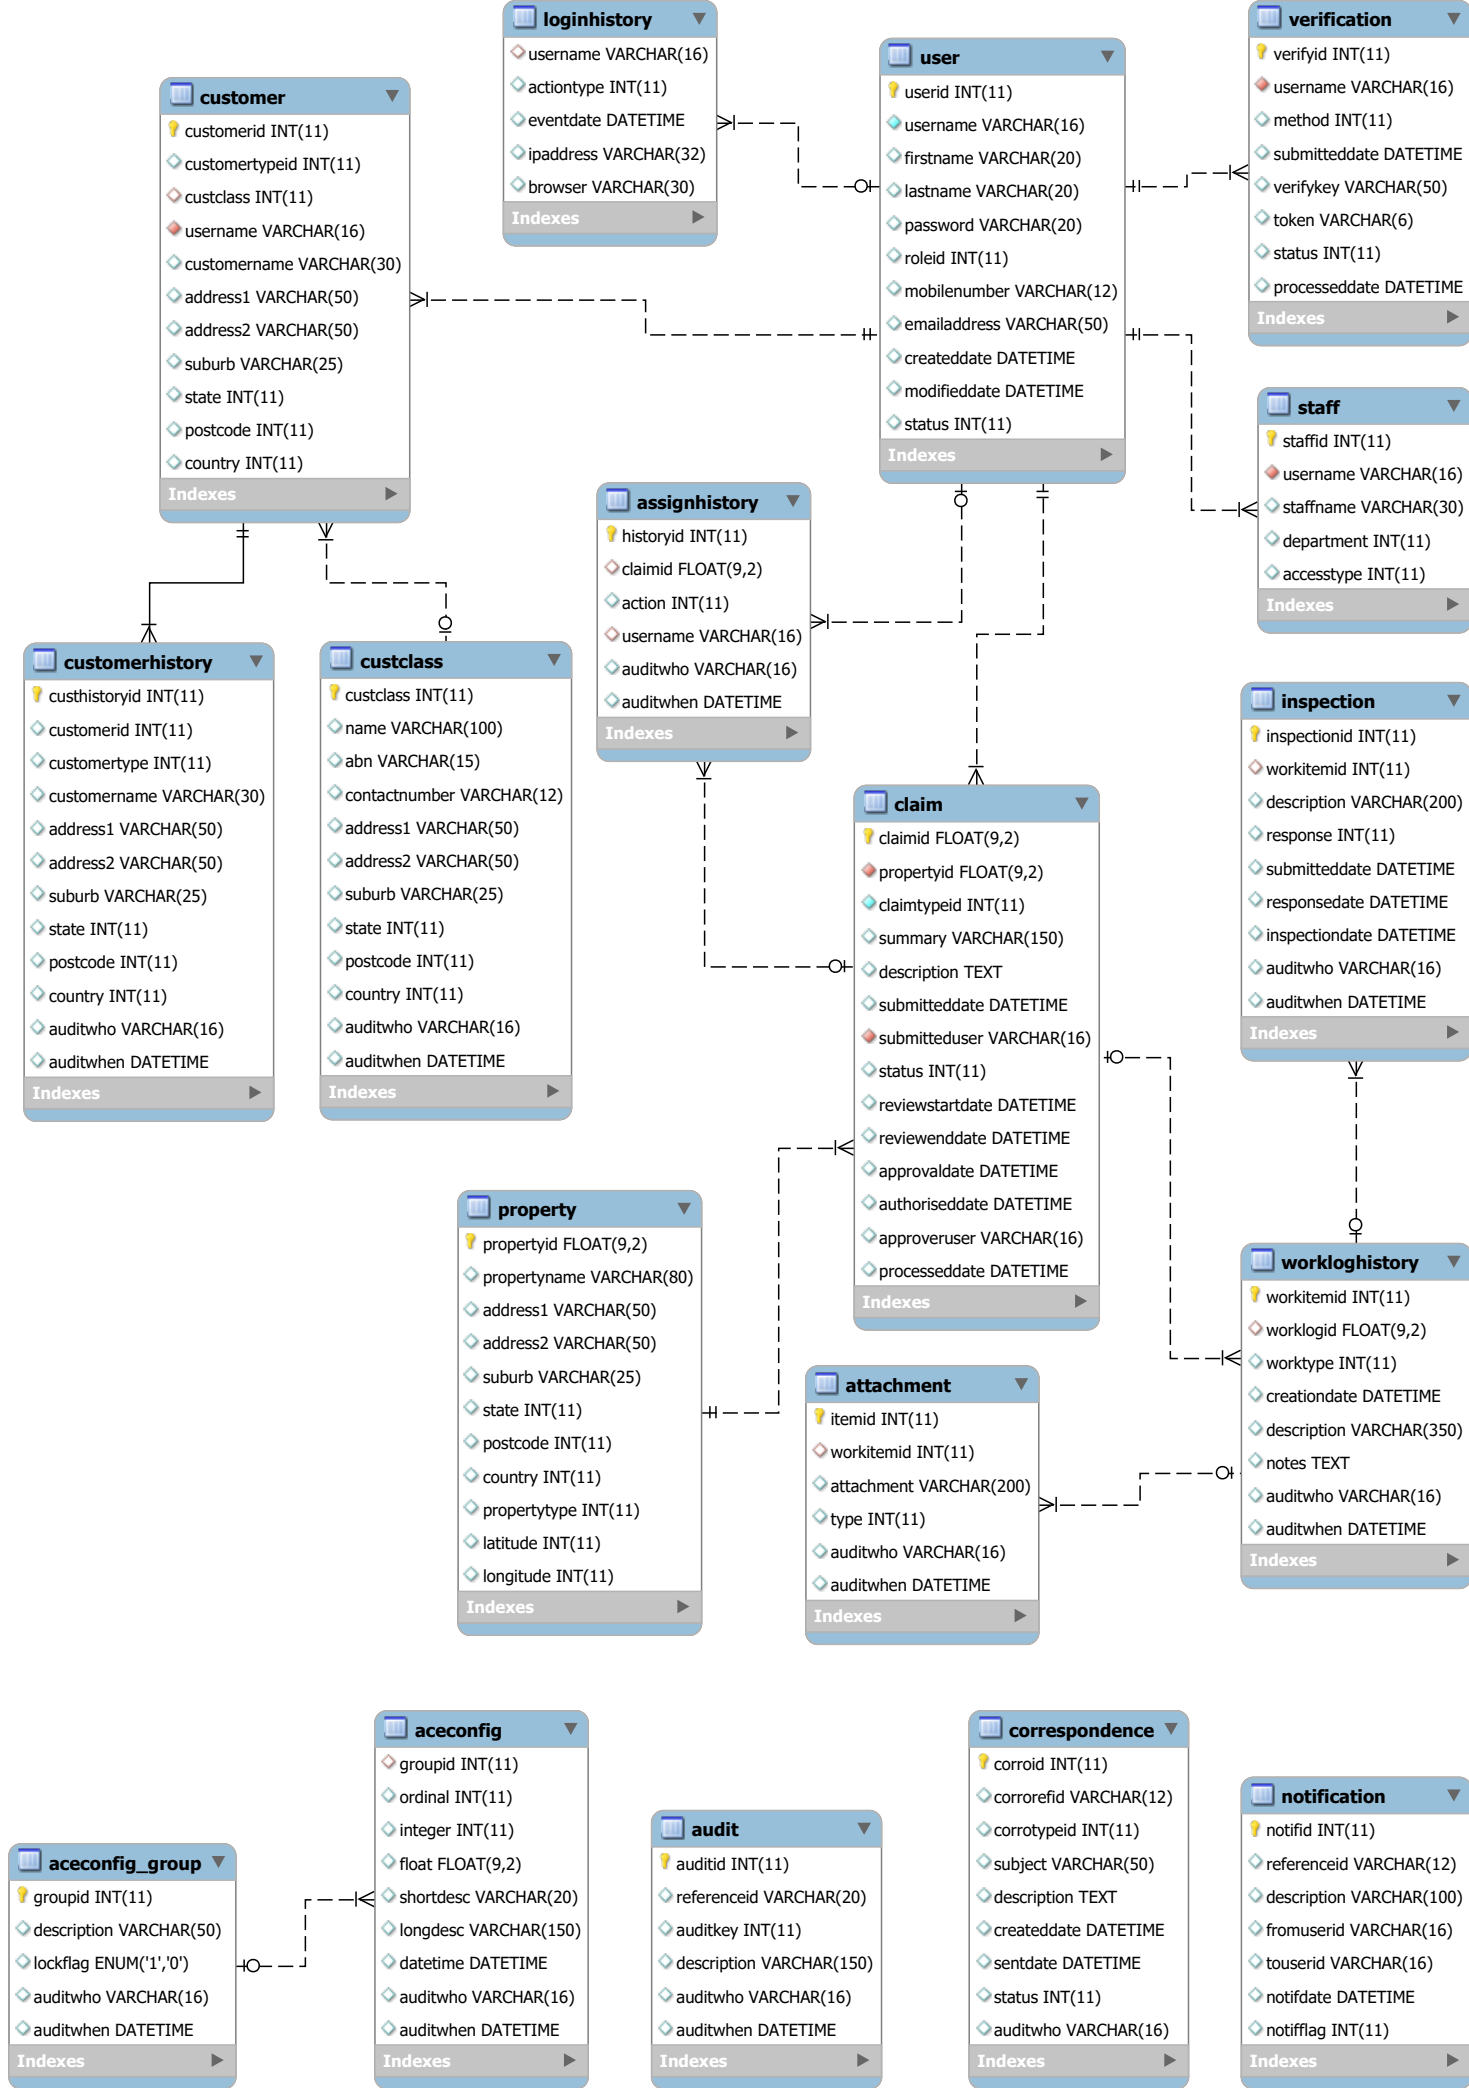 loginhistory
username VARCHAR(16)
actiontype INT(11)
eventdate DATETIME
ipaddress VARCHAR(32)
browser VARCHAR(30)
Indexes
user
userid INT(11)
username VARCHAR(16)
firstname VARCHAR(20)
lastname VARCHAR(20)
password VARCHAR(20)
roleid INT(11)
mobilenumber VARCHAR(12)
emailaddress VARCHAR(50)
createddate DATETIME
modifieddate DATETIME
status INT(11)
Indexes
verification
verifyid INT(11)
username VARCHAR(16)
method INT(11)
submitteddate DATETIME
verifykey VARCHAR(50)
token VARCHAR(6)
status INT(11)
processeddate DATETIME
Indexes
customer
customerid INT(11)
customertypeid INT(11)
custclass INT(11)
username VARCHAR(16)
customername VARCHAR(30)
address1 VARCHAR(50)
address2 VARCHAR(50)
suburb VARCHAR(25)
state INT(11)
postcode INT(11)
country INT(11)
Indexes
staff
staffid INT(11)
username VARCHAR(16)
staffname VARCHAR(30)
department INT(11)
accesstype INT(11)
Indexes
assignhistory
historyid INT(11)
claimid FLOAT(9,2)
action INT(11)
username VARCHAR(16)
auditwho VARCHAR(16)
auditwhen DATETIME
Indexes
customerhistory
custhistoryid INT(11)
customerid INT(11)
customertype INT(11)
customername VARCHAR(30)
address1 VARCHAR(50)
address2 VARCHAR(50)
suburb VARCHAR(25)
state INT(11)
postcode INT(11)
country INT(11)
auditwho VARCHAR(16)
auditwhen DATETIME
Indexes
custclass
custclass INT(11)
name VARCHAR(100)
abn VARCHAR(15)
contactnumber VARCHAR(12)
address1 VARCHAR(50)
address2 VARCHAR(50)
suburb VARCHAR(25)
state INT(11)
postcode INT(11)
country INT(11)
auditwho VARCHAR(16)
auditwhen DATETIME
Indexes
claim
claimid FLOAT(9,2)
propertyid FLOAT(9,2)
claimtypeid INT(11)
summary VARCHAR(150)
description TEXT
submitteddate DATETIME
submitteduser VARCHAR(16)
status INT(11)
reviewstartdate DATETIME
reviewenddate DATETIME
approvaldate DATETIME
authoriseddate DATETIME
approveruser VARCHAR(16)
processeddate DATETIME
Indexes
inspection
inspectionid INT(11)
workitemid INT(11)
description VARCHAR(200)
response INT(11)
submitteddate DATETIME
responsedate DATETIME
inspectiondate DATETIME
auditwho VARCHAR(16)
auditwhen DATETIME
Indexes
property
propertyid FLOAT(9,2)
propertyname VARCHAR(80)
address1 VARCHAR(50)
address2 VARCHAR(50)
suburb VARCHAR(25)
state INT(11)
postcode INT(11)
country INT(11)
propertytype INT(11)
latitude INT(11)
longitude INT(11)
Indexes
attachment
itemid INT(11)
workitemid INT(11)
attachment VARCHAR(200)
type INT(11)
auditwho VARCHAR(16)
auditwhen DATETIME
Indexes
workloghistory
workitemid INT(11)
worklogid FLOAT(9,2)
worktype INT(11)
creationdate DATETIME
description VARCHAR(350)
notes TEXT
auditwho VARCHAR(16)
auditwhen DATETIME
Indexes
aceconfig_group
groupid INT(11)
description VARCHAR(50)
lockflag ENUM('1','0')
auditwho VARCHAR(16)
auditwhen DATETIME
Indexes
aceconfig
groupid INT(11)
ordinal INT(11)
integer INT(11)
float FLOAT(9,2)
shortdesc VARCHAR(20)
longdesc VARCHAR(150)
datetime DATETIME
auditwho VARCHAR(16)
auditwhen DATETIME
Indexes
audit
auditid INT(11)
referenceid VARCHAR(20)
auditkey INT(11)
description VARCHAR(150)
auditwho VARCHAR(16)
auditwhen DATETIME
Indexes
correspondence
corroid INT(11)
corrorefid VARCHAR(12)
corrotypeid INT(11)
subject VARCHAR(50)
description TEXT
createddate DATETIME
sentdate DATETIME
status INT(11)
auditwho VARCHAR(16)
Indexes
notification
notifid INT(11)
referenceid VARCHAR(12)
description VARCHAR(100)
fromuserid VARCHAR(16)
touserid VARCHAR(16)
notifdate DATETIME
notifflag INT(11)
Indexes